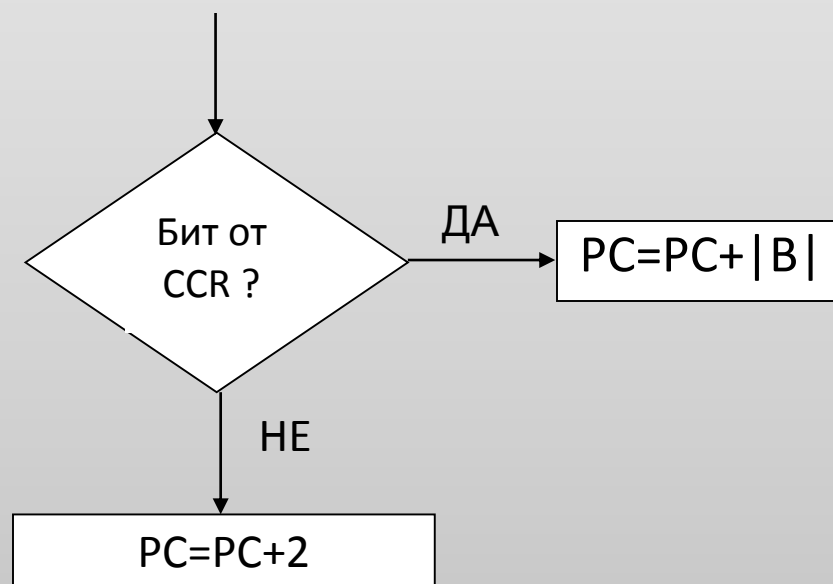 Бит от
CCR ?
ДА
PC=PC+|B|
НЕ
PC=PC+2